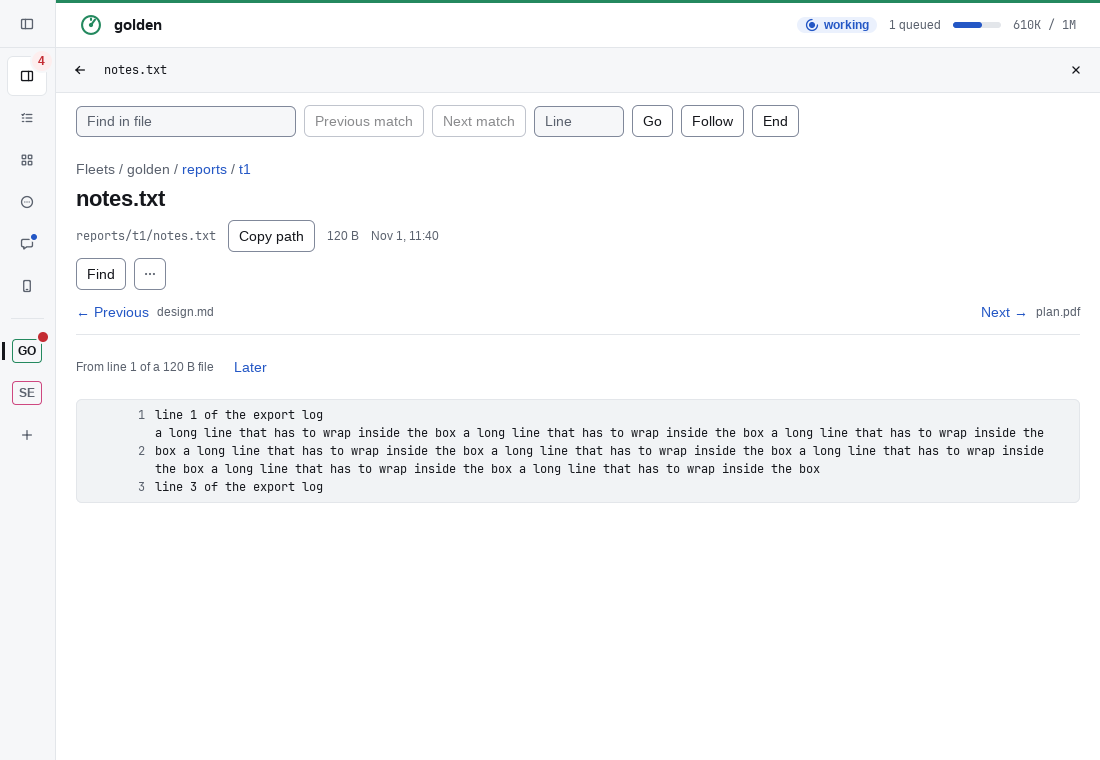 golden
working
1 queued
610K / 1M
4
notes.txt
Find in file
Previous match
Next match
Line
Go
Follow
End
Fleets / golden / reports / t1
notes.txt
reports/t1/notes.txt
Copy path
120 B
Nov 1, 11:40
Find
...
← Previous design.md
Next → plan.pdf
GO
From line 1 of a 120 B file
Later
SE
1 line 1 of the export log
a long line that has to wrap inside the box a long line that has to wrap inside the box a long line that has to wrap inside the
2 box a long line that has to wrap inside the box a long line that has to wrap inside the box a long line that has to wrap inside
the box a long line that has to wrap inside the box a long line that has to wrap inside the box
3 line 3 of the export log